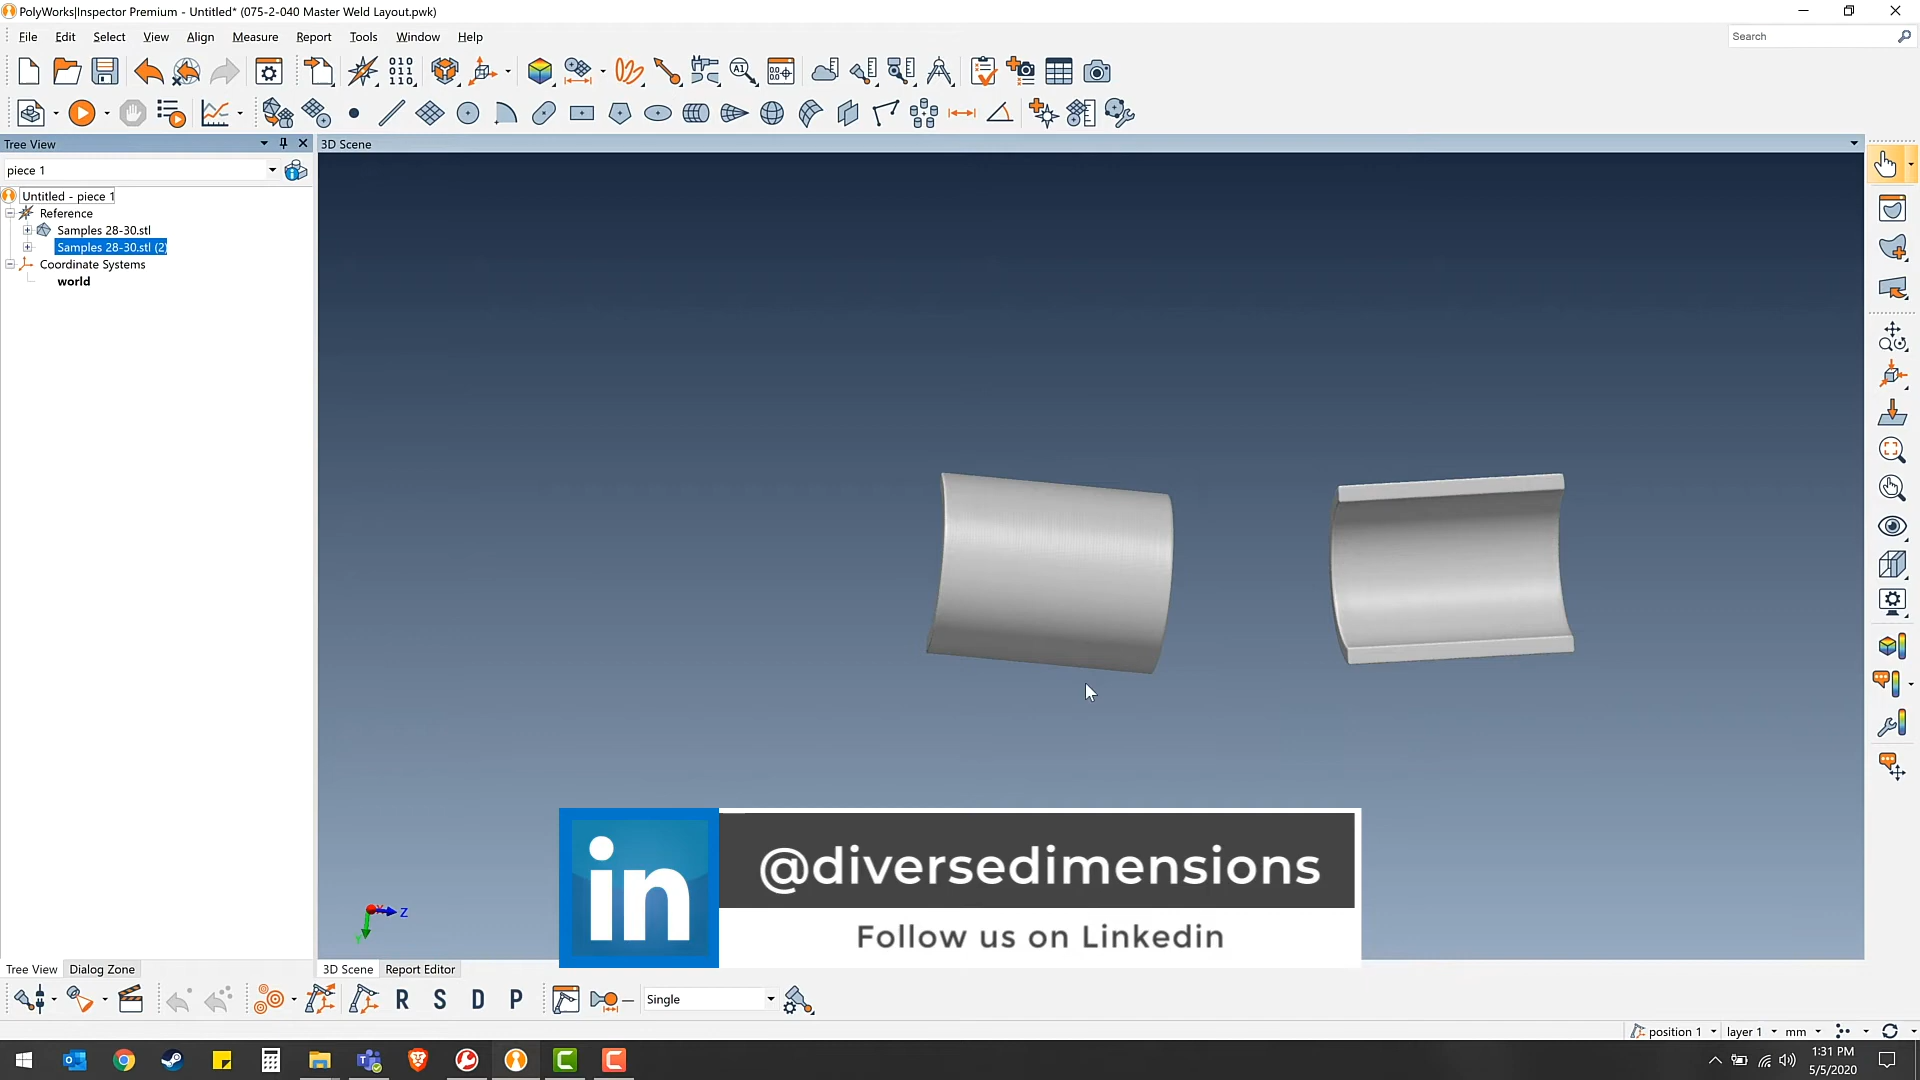 PolyWorks|Inspector Premium - Untitled* (075-2-040 Master Weld Layout.pwk)
File Edit Select View Align Measure Report Tools Window Help
Search
Tree View
3D Scene
piece 1
Untitled - piece 1
Reference
Samples 28-30.stl
Samples 28-30.stl (2)
Coordinate Systems
world
Z
Y
in
@diversedimensions
Follow us on Linkedin
Tree View Dialog Zone
3D Scene Report Editor
R S D P
Single
position 1 layer 1 mm
1:31 PM
5/5/2020